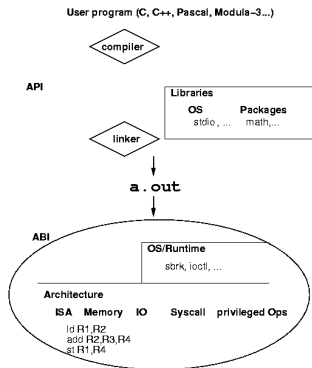 User program (C, C++, Pascal, Modula-3...)
compiler
API
Libraries
OS Packages
stdio, ... math,...
linker
a.out
ABI
OS/Runtime
sbrk, ioctl, ...
Architecture
ISA Memory IO Syscall privileged Ops
ld R1,R2
add R2,R3,R4
st R1,R4